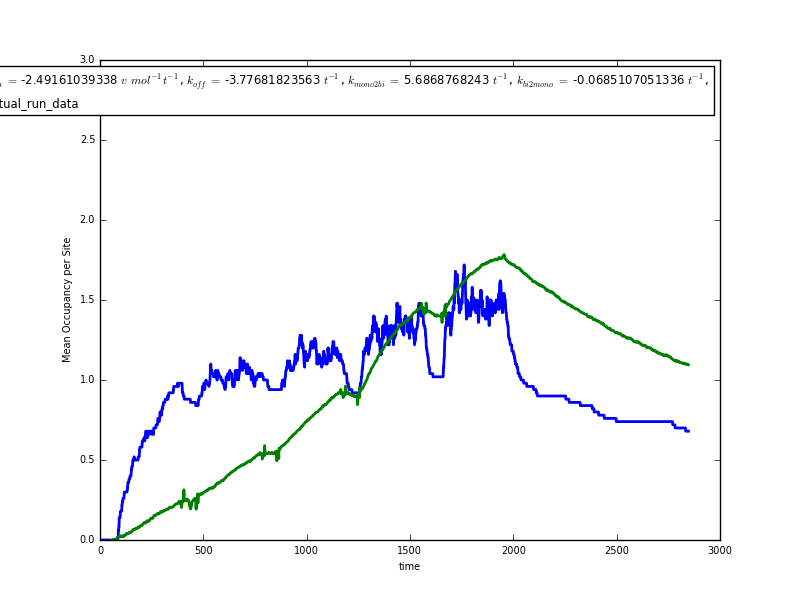 = -2.49161039338 v mol⁻¹t⁻¹, k_off = -3.77681823563 t⁻¹, k_mono2bi = 5.6868768243 t⁻¹, k_bi2mono = -0.0685107051336 t⁻¹,
tual_run_data
3.0
2.5
2.0
1.5
1.0
0.5
0.0
Mean Occupancy per Site
0 500 1000 1500 2000 2500 3000
time